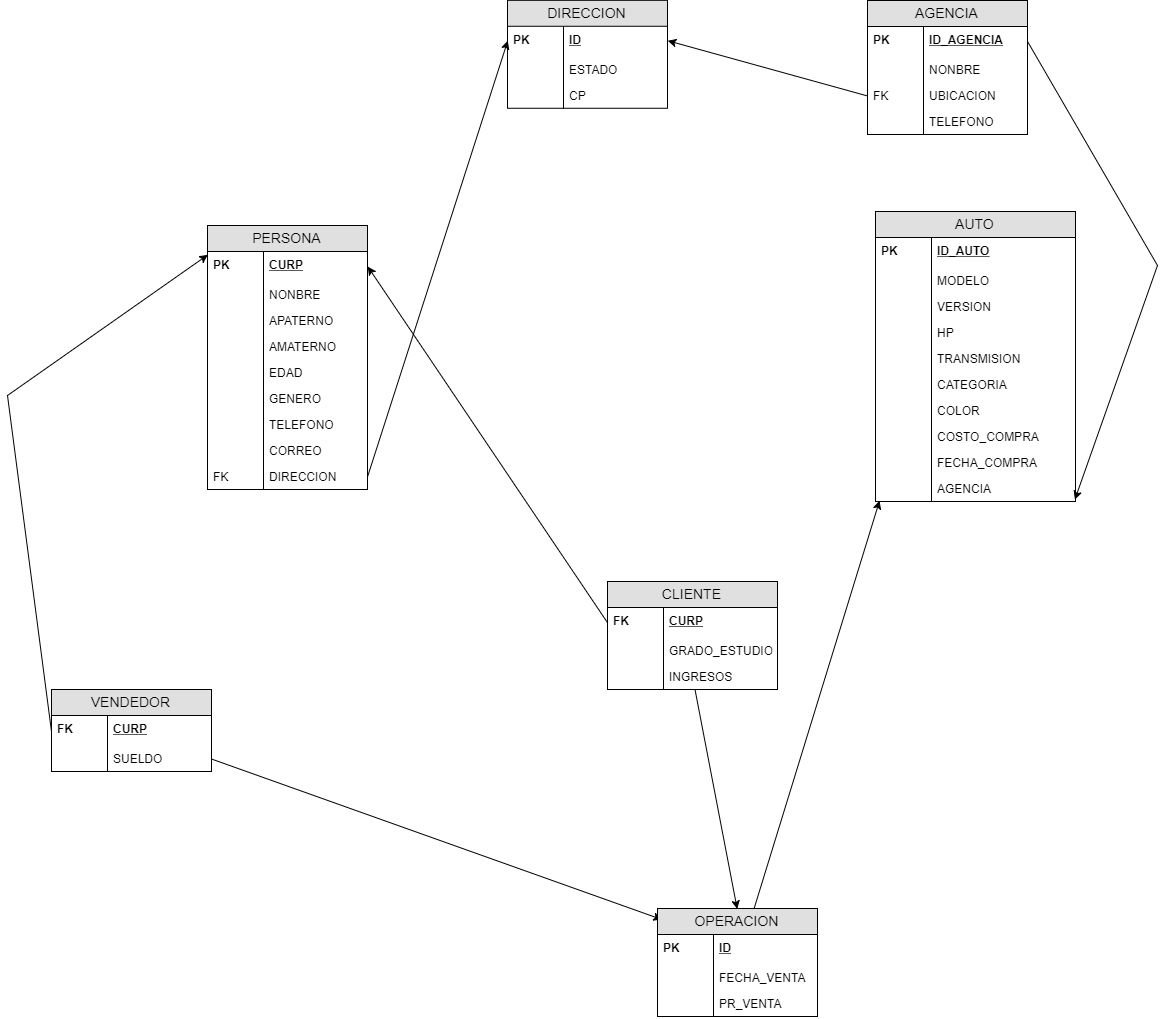 DIRECCION
PK ID
ESTADO
CP
AGENCIA
PK ID_AGENCIA
NONBRE
FK UBICACION
TELEFONO
PERSONA
PK CURP
NONBRE
APATERNO
AMATERNO
EDAD
GENERO
TELEFONO
CORREO
FK DIRECCION
AUTO
PK ID_AUTO
MODELO
VERSION
HP
TRANSMISION
CATEGORIA
COLOR
COSTO_COMPRA
FECHA_COMPRA
AGENCIA
CLIENTE
FK CURP
GRADO_ESTUDIO
INGRESOS
VENDEDOR
FK CURP
SUELDO
OPERACION
PK ID
FECHA_VENTA
PR_VENTA